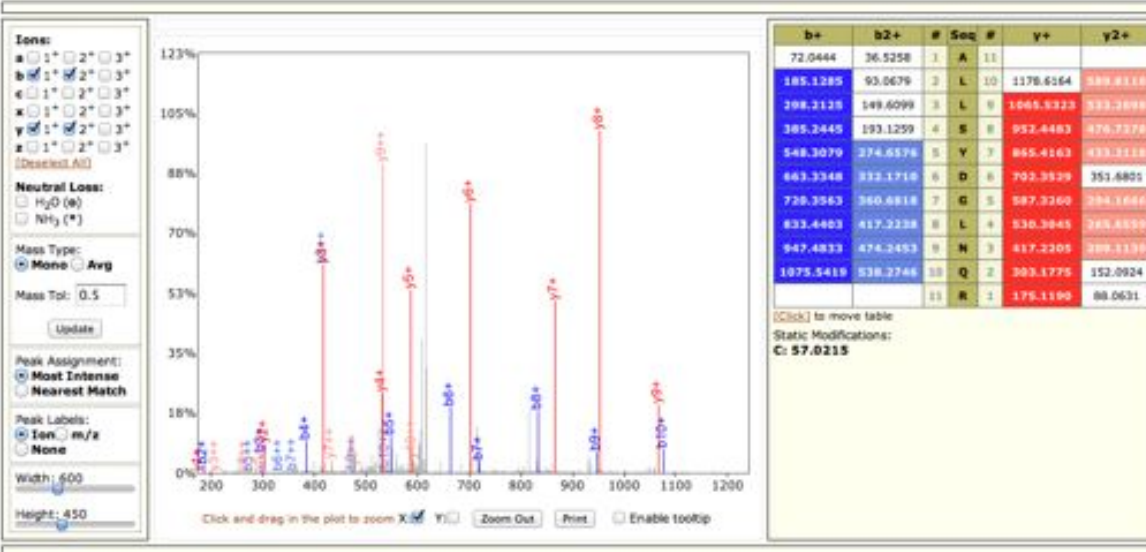 Ions:
a 1+ 2+ 3+
b 1+ 2+ 3+
c 1+ 2+ 3+
x 1+ 2+ 3+
y 1+ 2+ 3+
z 1+ 2+ 3+
[Deselect All]
Neutral Loss:
H2O (o)
NH3 (*)
Mass Type:
Mono Avg
Mass Tol: 0.5
Update
Peak Assignment:
Most Intense
Nearest Match
Peak Labels:
Ion m/z
None
Width: 600
Height: 450
123%
105%
88%
70%
53%
35%
18%
0%
200 300 400 500 600 700 800 900 1000 1100 1200
b2+
b4+
y4+
b5+
y5+
b6+
y6+
b7+
y7+
b8+
y8+
b9+
y9+
b10+
y9++
b6++
b7++
Click and drag in the plot to zoom X: Y: Zoom Out Print Enable tooltip
b+ b2+ # Seq # y+ y2+
72.0444 36.5258 1 A 11
185.1285 93.0679 2 L 10 1178.6164
298.2125 149.6099 3 L 9 1065.5323
385.2445 193.1259 4 S 8 952.4483
548.3079 274.6576 5 Y 7 865.4163
663.3348 332.1710 6 D 6 702.3529 351.6801
720.3563 360.6818 7 G 5 587.3260
833.4403 417.2238 8 L 4 530.3045
947.4833 474.2453 9 N 3 417.2205
1075.5419 538.2746 10 Q 2 303.1775 152.0924
11 R 1 175.1190 88.0631
[Click] to move table
Static Modifications:
C: 57.0215